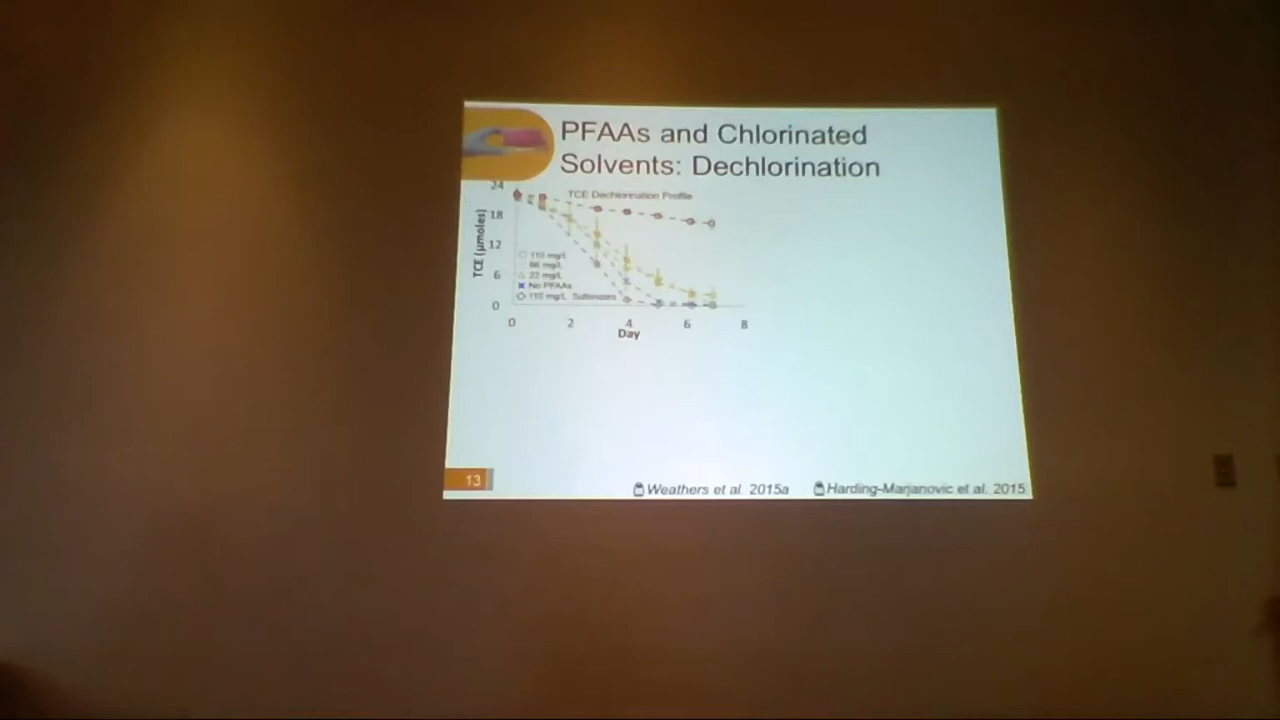 PFAAs and Chlorinated
Solvents: Dechlorination
TCE Dechlorination Profile
TCE (µmoles)
24
18
12
6
0
110 mg/L
66 mg/L
22 mg/L
No PFAAs
110 mg/L Sulfonates
0 2 4 6 8
Day
13
Weathers et al. 2015a
Harding-Marjanovic et al. 2015